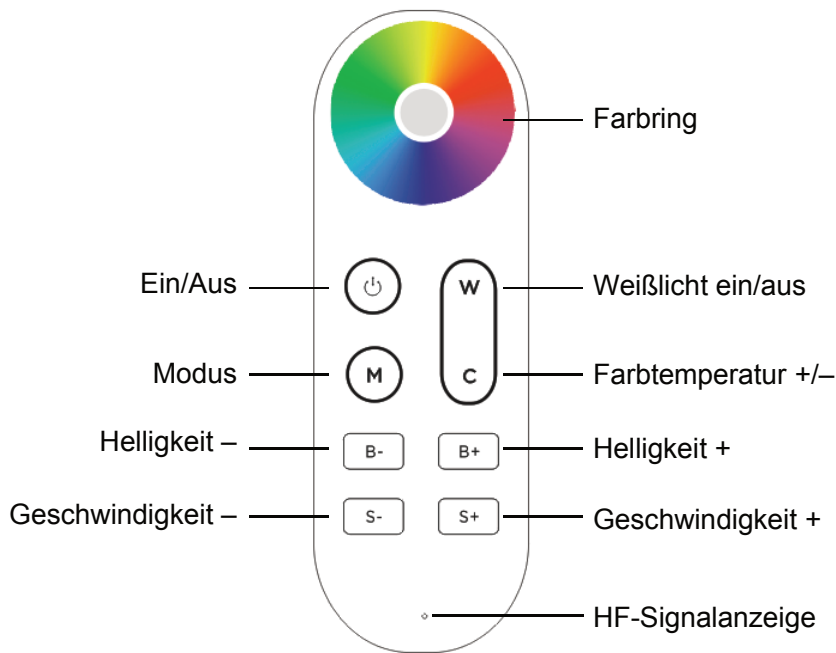 Farbring
Ein/Aus
W
Weißlicht ein/aus
Modus
M
C
Farbtemperatur +/–
Helligkeit –
B-
B+
Helligkeit +
Geschwindigkeit –
S-
S+
Geschwindigkeit +
HF-Signalanzeige